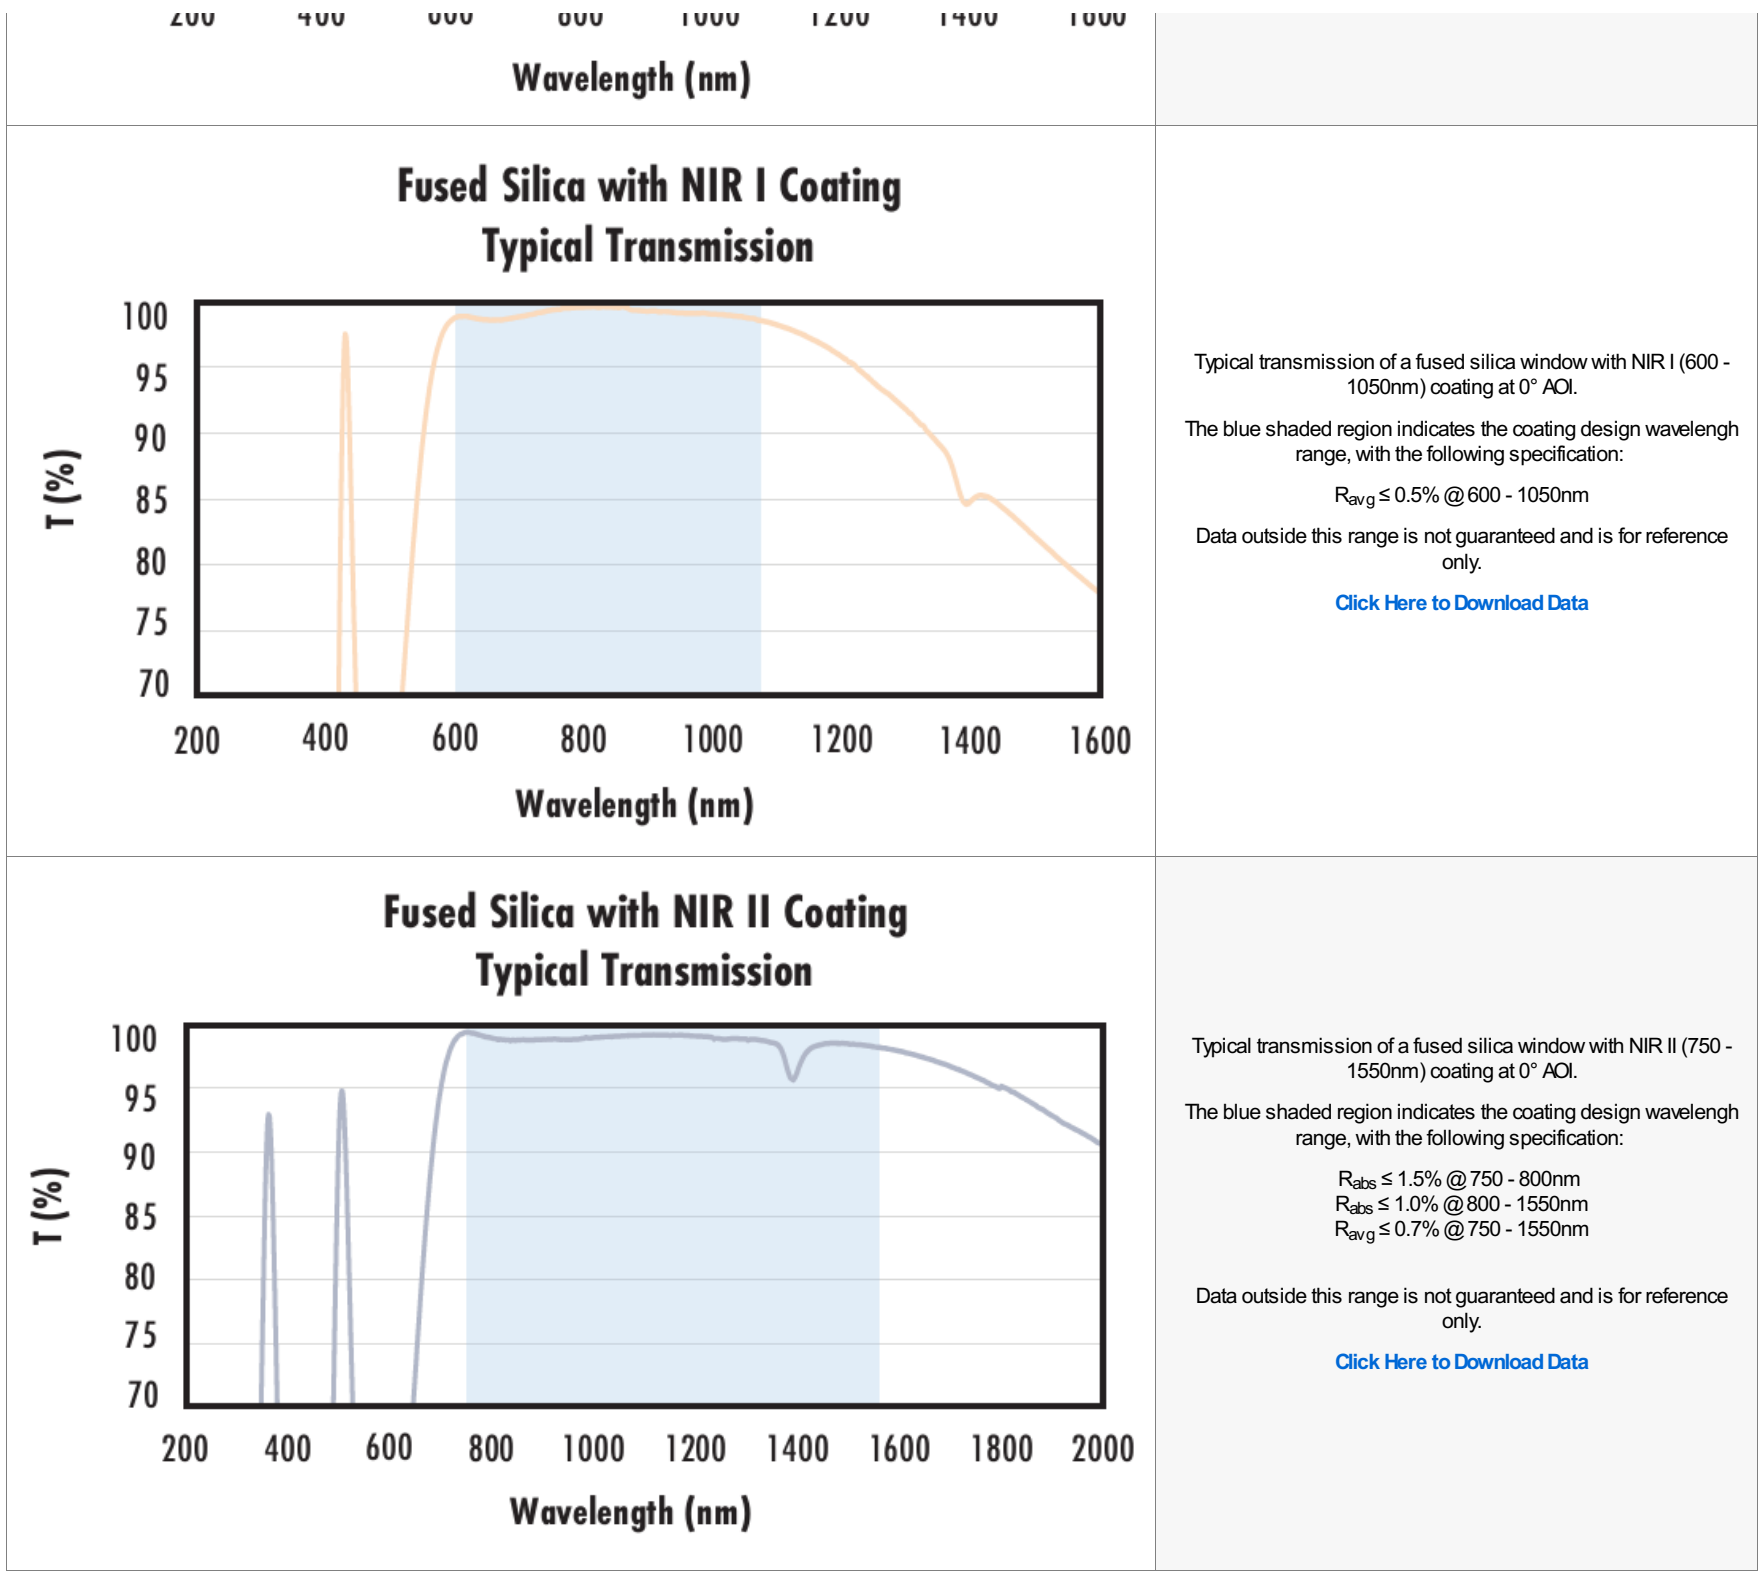 200 400 600 800 1000 1200 1400 1600
Wavelength (nm)
Fused Silica with NIR I Coating
Typical Transmission
100
95
90
85
80
75
70
T (%)
200 400 600 800 1000 1200 1400 1600
Wavelength (nm)
Typical transmission of a fused silica window with NIR I (600 -
1050nm) coating at 0° AOI.
The blue shaded region indicates the coating design wavelengh
range, with the following specification:
Ravg ≤ 0.5% @ 600 - 1050nm
Data outside this range is not guaranteed and is for reference
only.
Click Here to Download Data
Fused Silica with NIR II Coating
Typical Transmission
100
95
90
85
80
75
70
T (%)
200 400 600 800 1000 1200 1400 1600 1800 2000
Wavelength (nm)
Typical transmission of a fused silica window with NIR II (750 -
1550nm) coating at 0° AOI.
The blue shaded region indicates the coating design wavelengh
range, with the following specification:
Rabs ≤ 1.5% @ 750 - 800nm
Rabs ≤ 1.0% @ 800 - 1550nm
Ravg ≤ 0.7% @ 750 - 1550nm
Data outside this range is not guaranteed and is for reference
only.
Click Here to Download Data